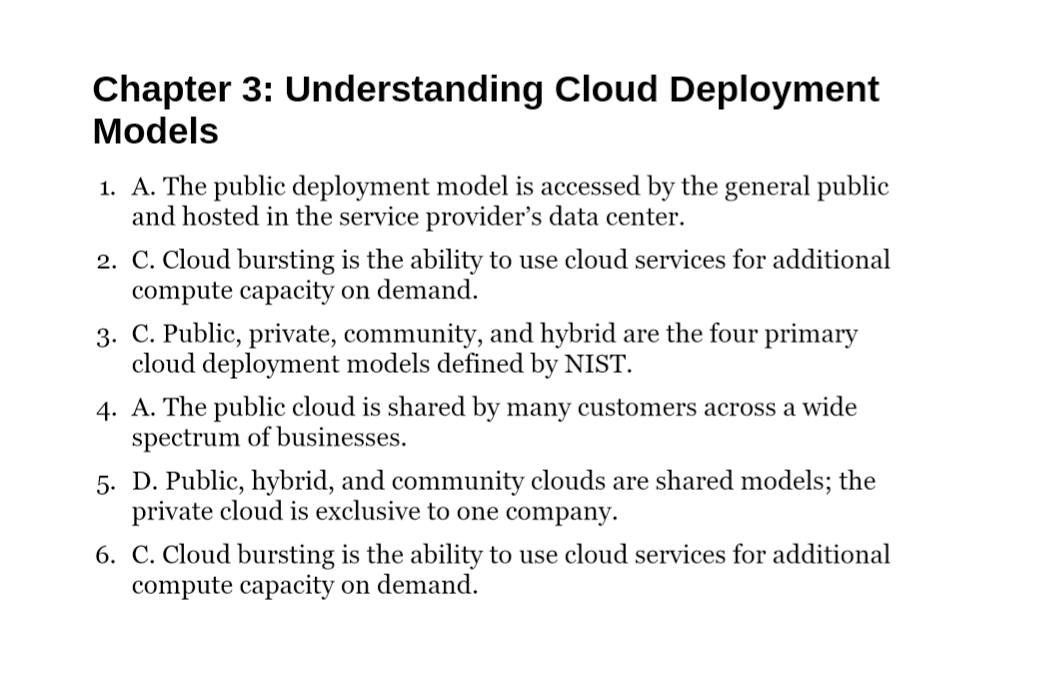 Chapter 3: Understanding Cloud Deployment
Models
1. A. The public deployment model is accessed by the general public
and hosted in the service provider’s data center.
2. C. Cloud bursting is the ability to use cloud services for additional
compute capacity on demand.
3. C. Public, private, community, and hybrid are the four primary
cloud deployment models defined by NIST.
4. A. The public cloud is shared by many customers across a wide
spectrum of businesses.
5. D. Public, hybrid, and community clouds are shared models; the
private cloud is exclusive to one company.
6. C. Cloud bursting is the ability to use cloud services for additional
compute capacity on demand.